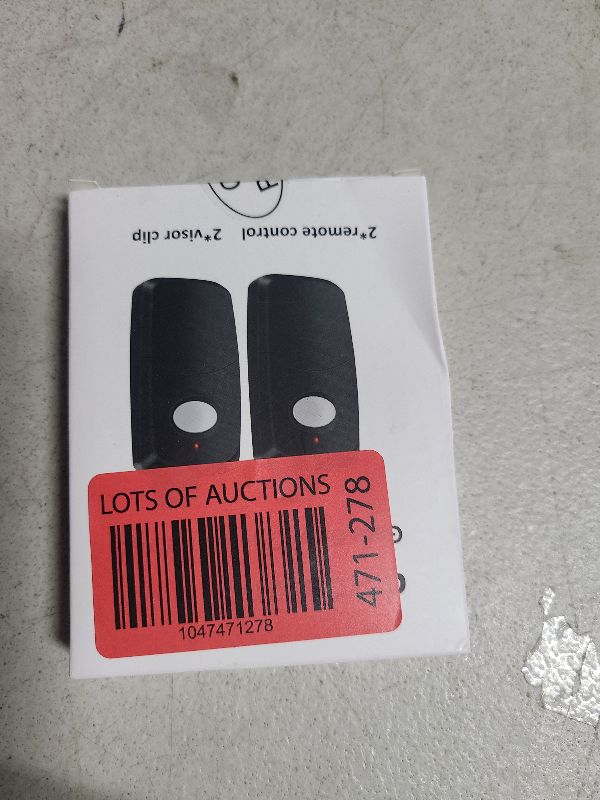 2*remote control 2*visor clip
LOTS OF AUCTIONS
1047471278
471-278